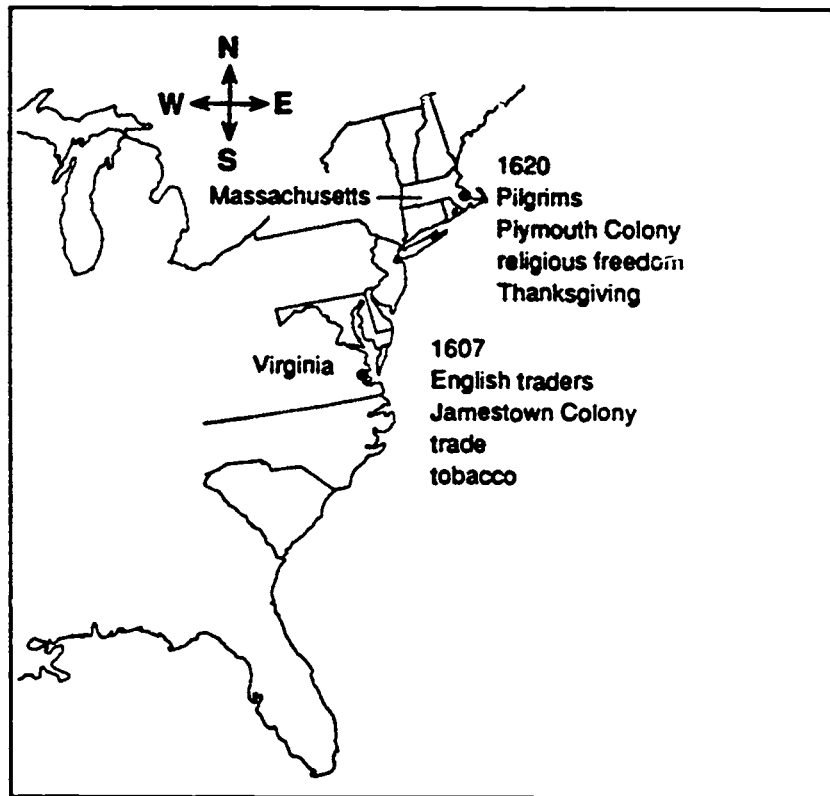 N
W E
S
Massachusetts
1620
Pilgrims
Plymouth Colony
religious freedom
Thanksgiving
Virginia
1607
English traders
Jamestown Colony
trade
tobacco